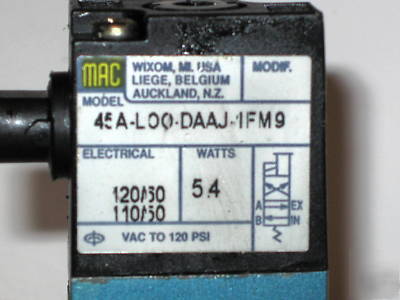 MAC
WIXOM, MI. USA
LIEGE, BELGIUM
AUCKLAND, N.Z.
MODIF.
MODEL
45A-LOO-DAAJ-1FM9
ELECTRICAL
WATTS
120/60
110/50
5.4
A
EX
B
IN
VAC TO 120 PSI